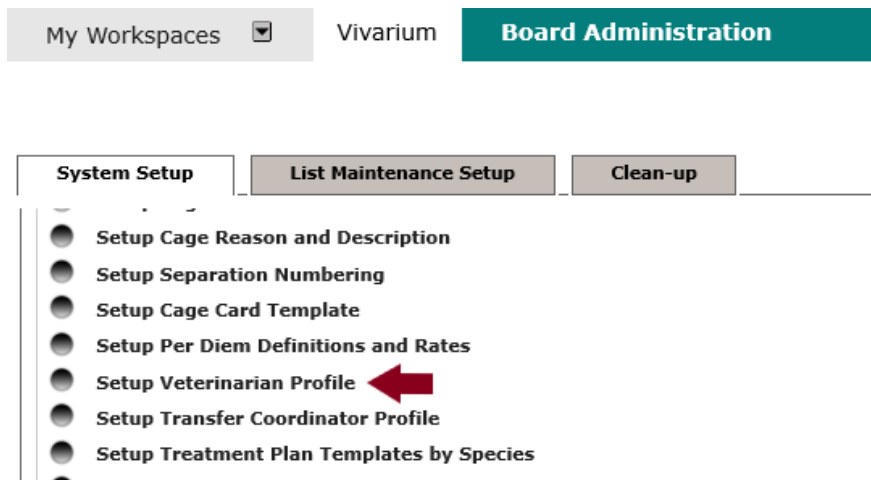 My Workspaces Vivarium Board Administration
System Setup List Maintenance Setup Clean-up
Setup Cage Reason and Description
Setup Separation Numbering
Setup Cage Card Template
Setup Per Diem Definitions and Rates
Setup Veterinarian Profile
Setup Transfer Coordinator Profile
Setup Treatment Plan Templates by Species